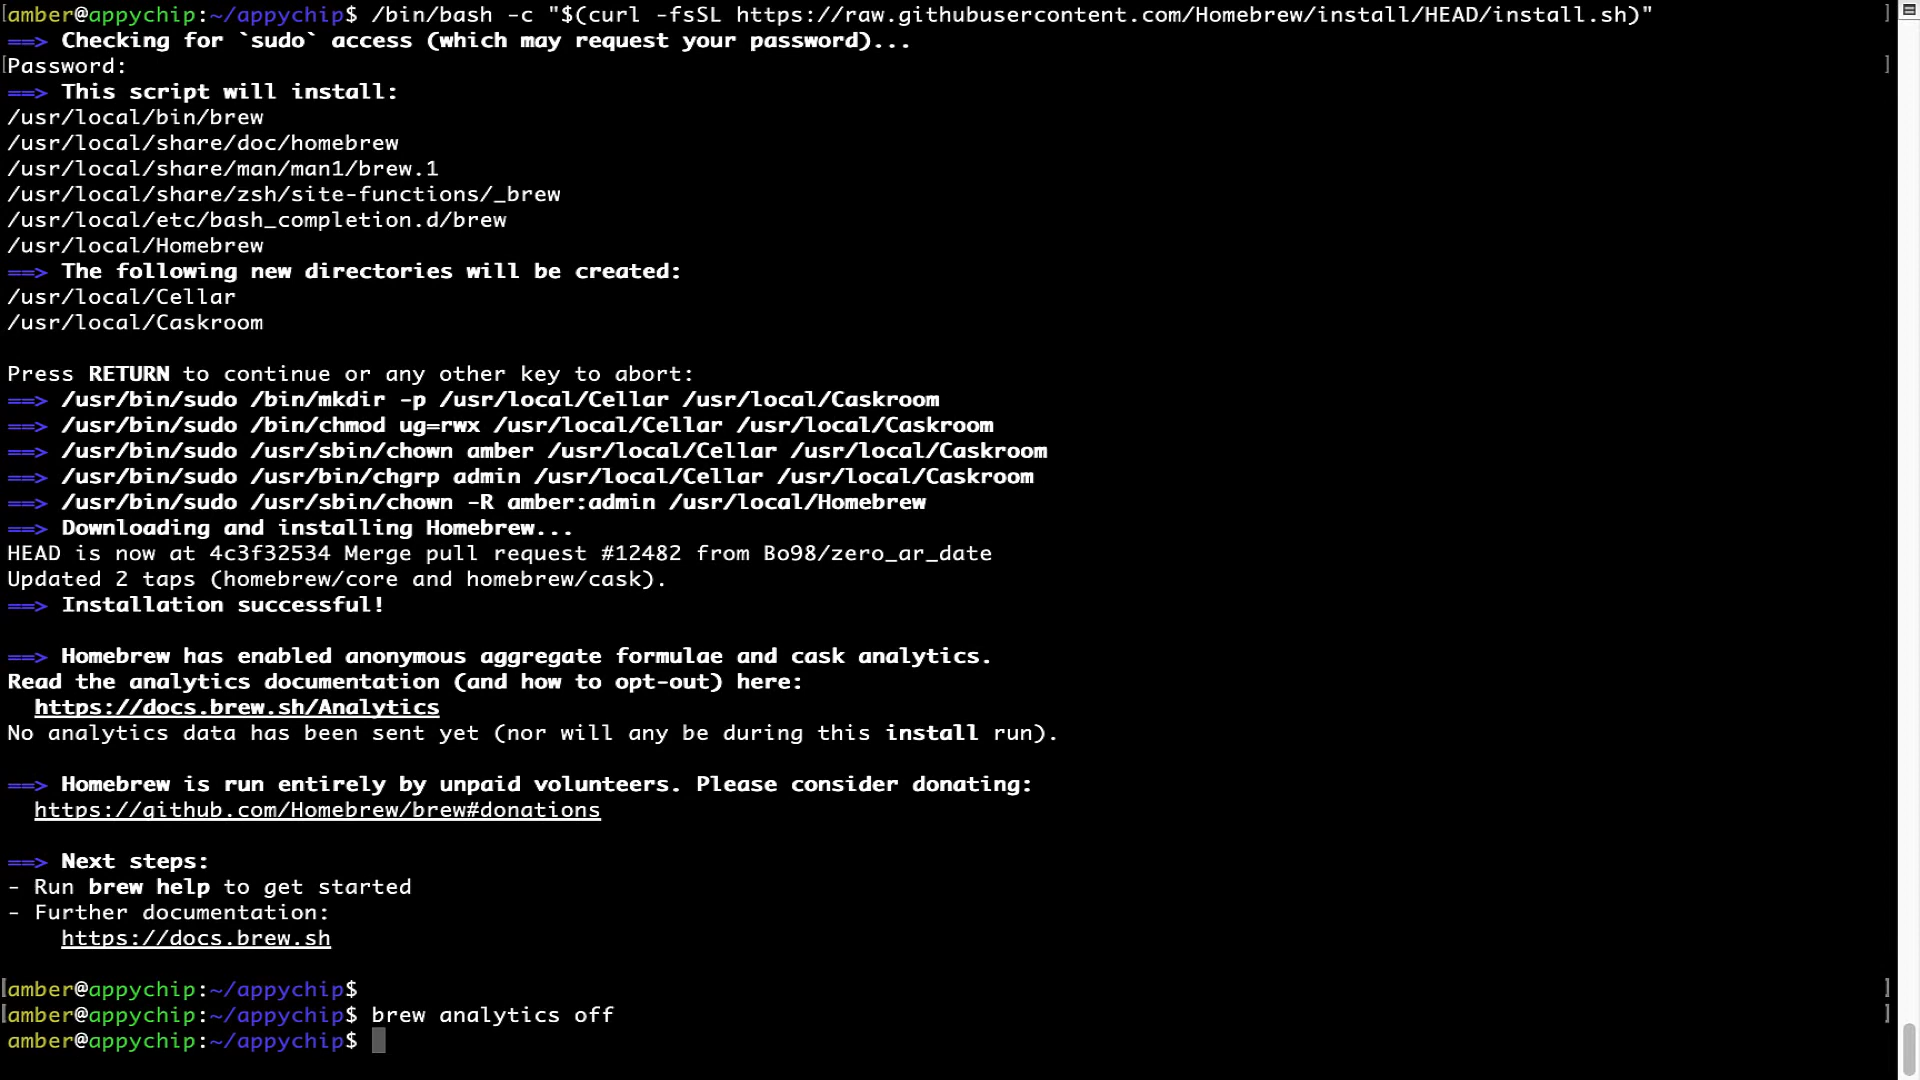 [amber@appychip:~/appychip$ /bin/bash -c "$(curl -fsSL https://raw.githubusercontent.com/Homebrew/install/HEAD/install.sh)" ]
==> Checking for `sudo` access (which may request your password)...
[Password: ]
==> This script will install:
/usr/local/bin/brew
/usr/local/share/doc/homebrew
/usr/local/share/man/man1/brew.1
/usr/local/share/zsh/site-functions/_brew
/usr/local/etc/bash_completion.d/brew
/usr/local/Homebrew
==> The following new directories will be created:
/usr/local/Cellar
/usr/local/Caskroom
Press RETURN to continue or any other key to abort:
==> /usr/bin/sudo /bin/mkdir -p /usr/local/Cellar /usr/local/Caskroom
==> /usr/bin/sudo /bin/chmod ug=rwx /usr/local/Cellar /usr/local/Caskroom
==> /usr/bin/sudo /usr/sbin/chown amber /usr/local/Cellar /usr/local/Caskroom
==> /usr/bin/sudo /usr/bin/chgrp admin /usr/local/Cellar /usr/local/Caskroom
==> /usr/bin/sudo /usr/sbin/chown -R amber:admin /usr/local/Homebrew
==> Downloading and installing Homebrew...
HEAD is now at 4c3f32534 Merge pull request #12482 from Bo98/zero_ar_date
Updated 2 taps (homebrew/core and homebrew/cask).
==> Installation successful!
==> Homebrew has enabled anonymous aggregate formulae and cask analytics.
Read the analytics documentation (and how to opt-out) here:
https://docs.brew.sh/Analytics
No analytics data has been sent yet (nor will any be during this install run).
==> Homebrew is run entirely by unpaid volunteers. Please consider donating:
https://github.com/Homebrew/brew#donations
==> Next steps:
- Run brew help to get started
- Further documentation:
https://docs.brew.sh
[amber@appychip:~/appychip$ ]
[amber@appychip:~/appychip$ brew analytics off ]
amber@appychip:~/appychip$